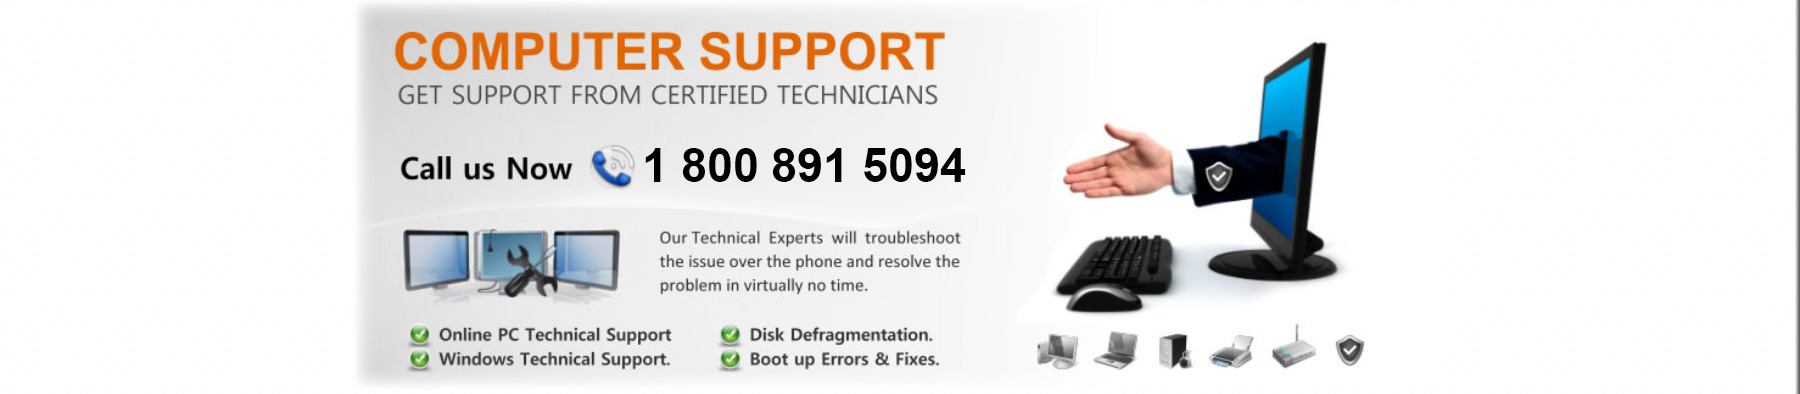 COMPUTER SUPPORT
GET SUPPORT FROM CERTIFIED TECHNICIANS
Call us Now 1 800 891 5094
Our Technical Experts will troubleshoot
the issue over the phone and resolve the
problem in virtually no time.
Online PC Technical Support
Windows Technical Support.
Disk Defragmentation.
Boot up Errors & Fixes.